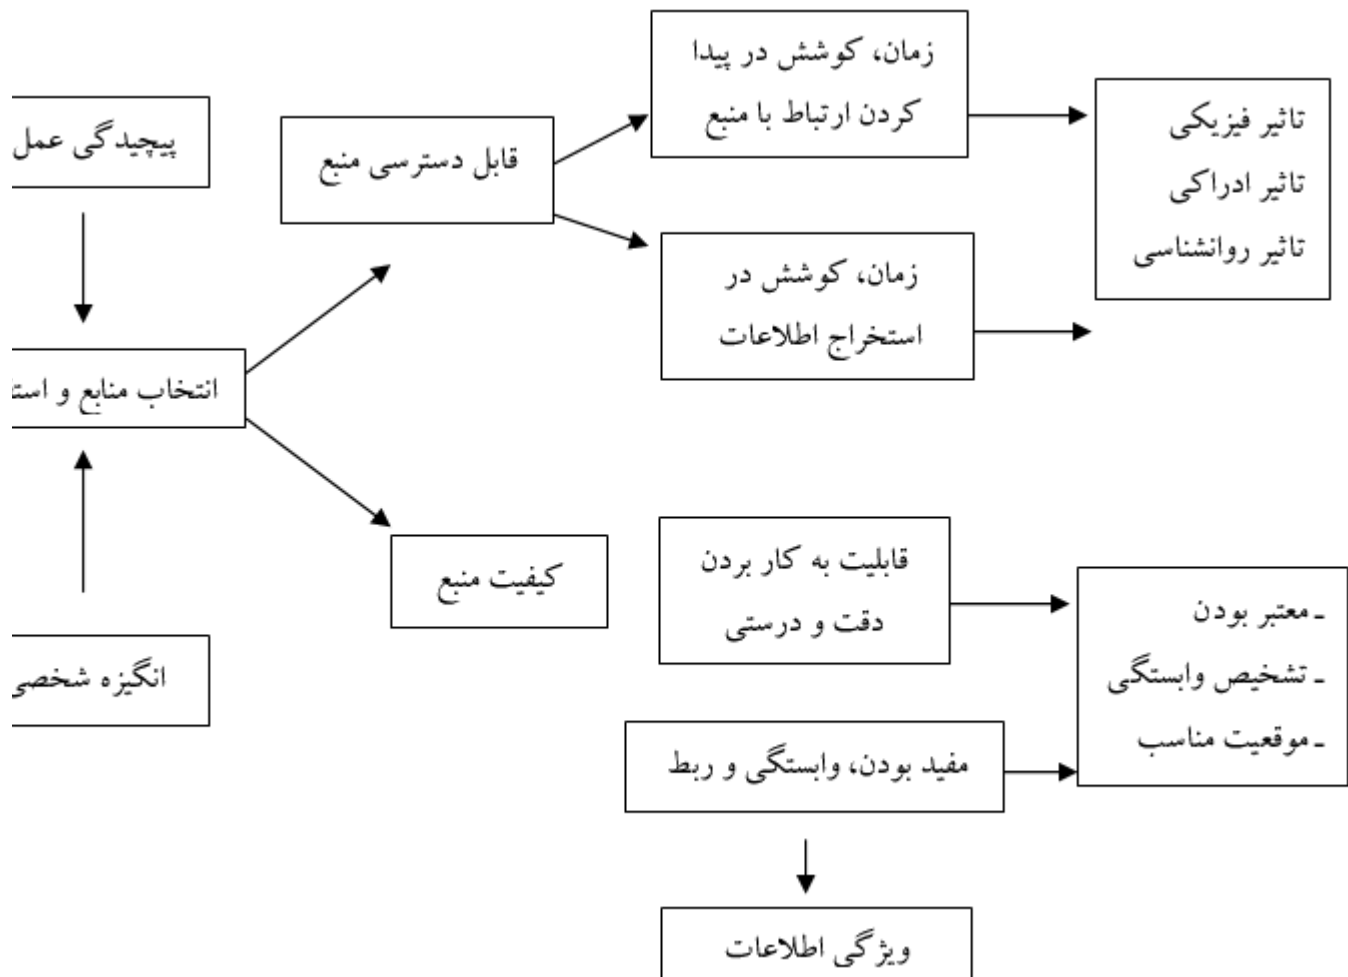 زمان، کوشش در پیدا
کردن ارتباط با منبع
تاثیر فیزیکی
تاثیر ادراکی
تاثیر روانشناسی
پیچیدگی عمل
قابل دسترسی منبع
زمان، کوشش در
استخراج اطلاعات
انتخاب منابع و
کیفیت منبع
قابلیت به کار بردن
دقت و درستی
ـ معتبر بودن
ـ تشخیص وابستگی
ـ موقعیت مناسب
انگیزه شخصی
مفید بودن، وابستگی و ربط
ویژگی اطلاعات